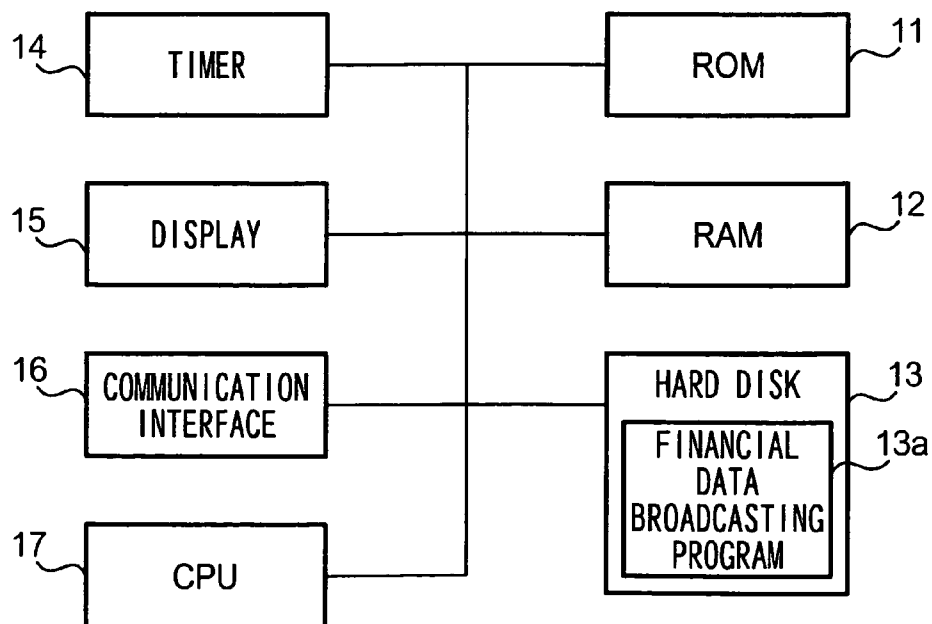 14
TIMER
ROM
11
15
DISPLAY
RAM
12
16
COMMUNICATION
INTERFACE
HARD DISK
13
FINANCIAL
DATA
BROADCASTING
PROGRAM
13a
17
CPU